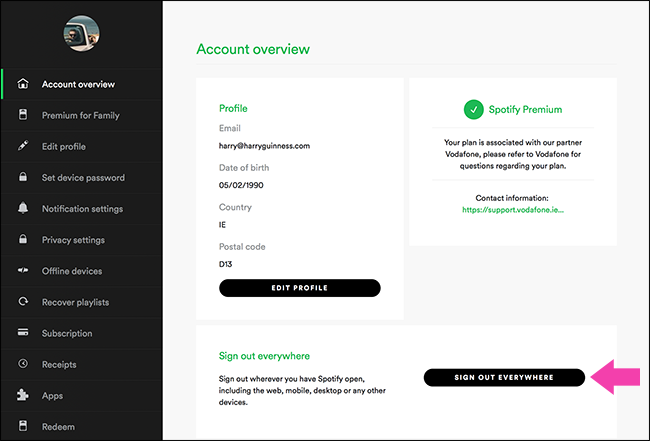 Account overview
Premium for Family
Edit profile
Set device password
Notification settings
Privacy settings
Offline devices
Recover playlists
Subscription
Receipts
Apps
Redeem
Account overview
Profile
Email
harry@harryguinness.com
Date of birth
05/02/1990
Country
IE
Postal code
D13
EDIT PROFILE
Spotify Premium
Your plan is associated with our partner
Vodafone, please refer to Vodafone for
questions regarding your plan.
Contact information:
https://support.vodafone.ie...
Sign out everywhere
Sign out wherever you have Spotify open,
including the web, mobile, desktop or any other
devices.
SIGN OUT EVERYWHERE